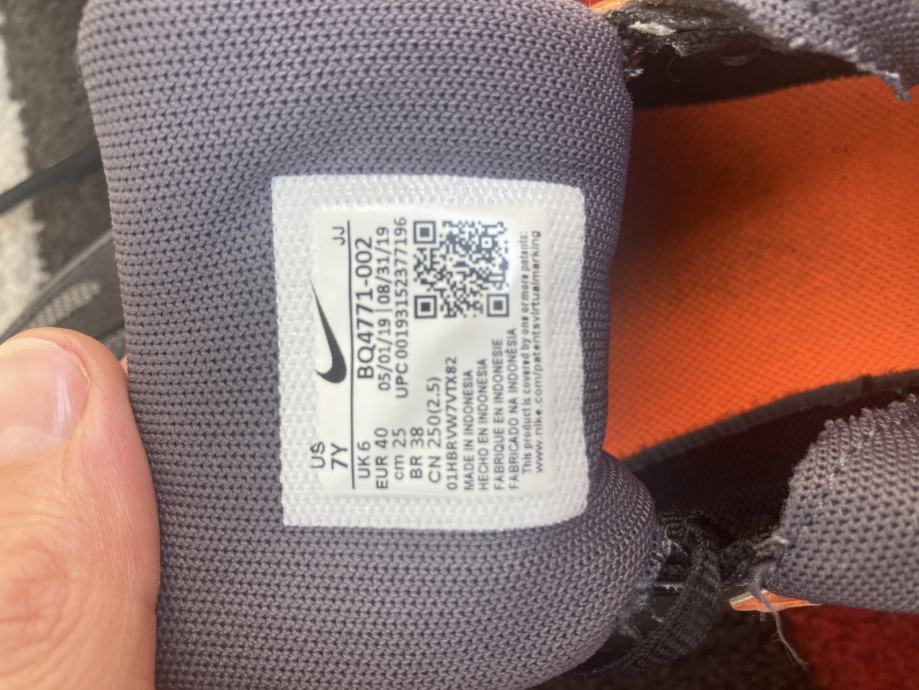 US
7Y
JJ
UK 6
BQ4771-002
EUR 40
05/01/19 | 08/31/19
cm 25
UPC 00193152377196
BR 38
CN 250(2.5)
01HBRVW7VTX82
MADE IN INDONESIA
HECHO EN INDONESIA
FABRIQUE EN INDONESIE
FABRICADO NA INDONÉSIA
This product is covered by one or more patents:
www.nike.com/patentsvirtualmarking